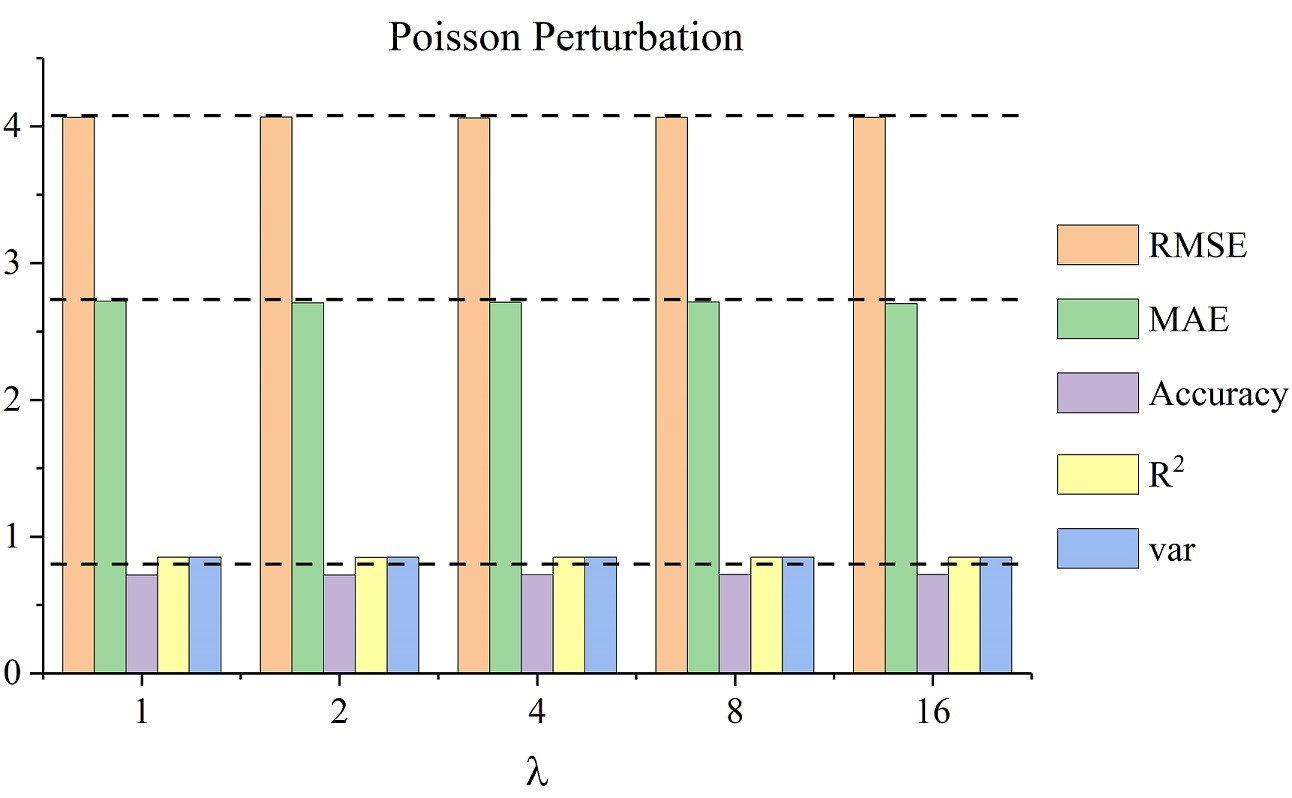 Poisson Perturbation
4
3
2
1
0
1 2 4 8 16
λ
RMSE
MAE
Accuracy
R²
var